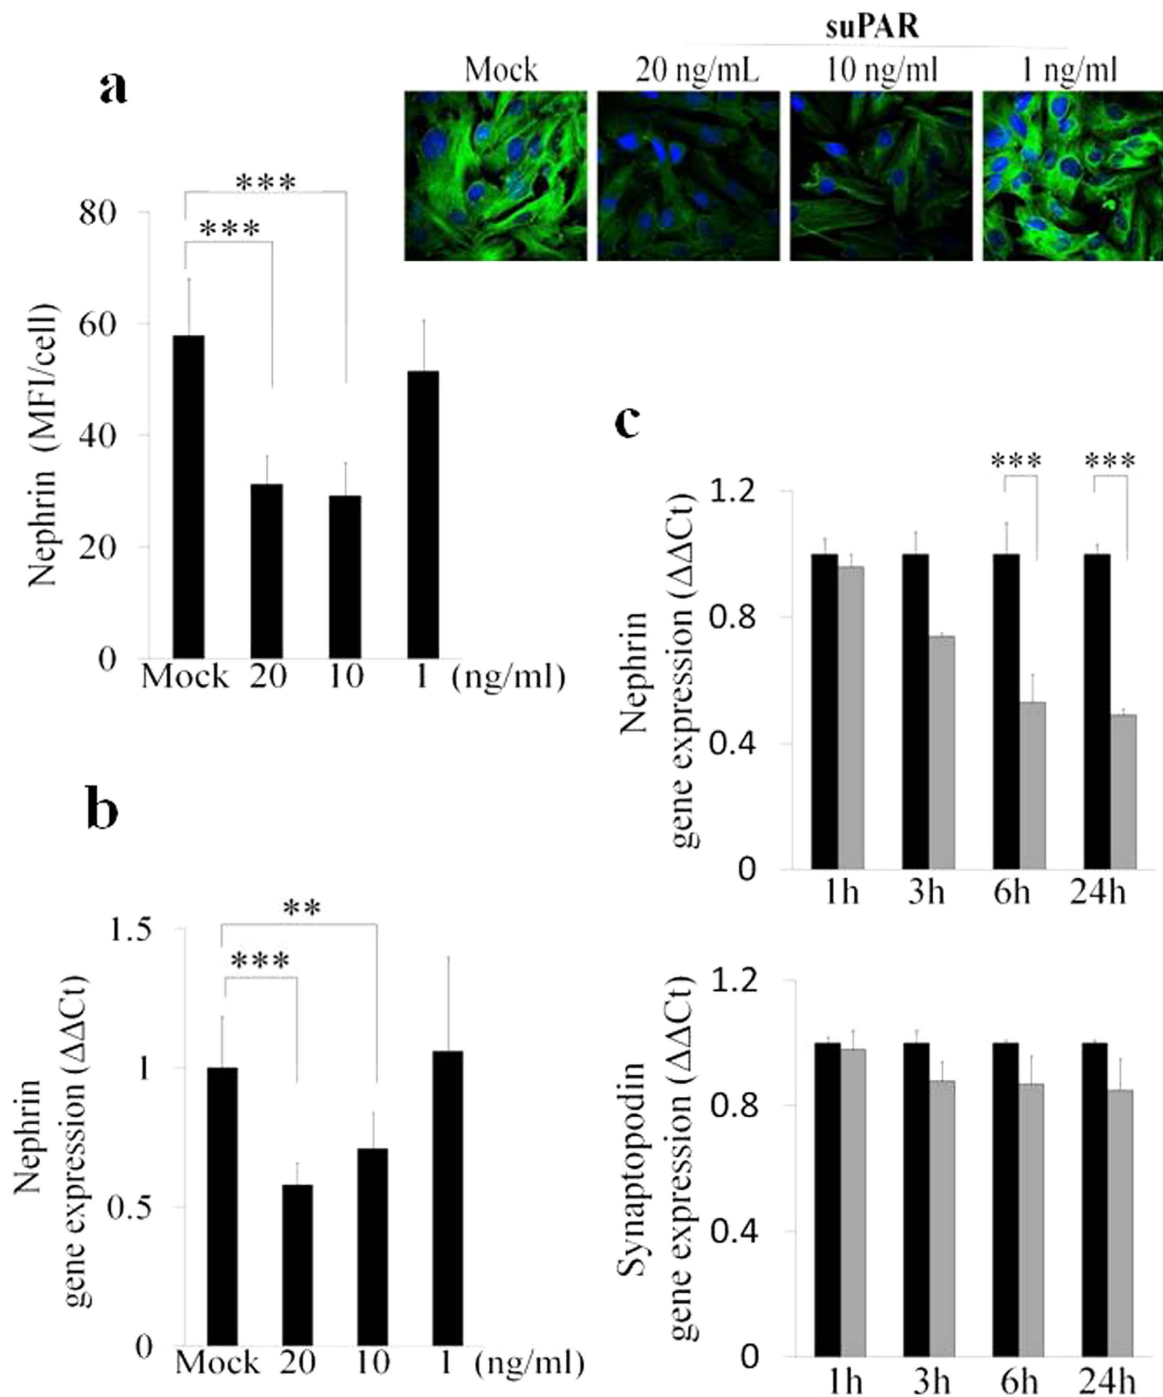 suPAR
a
Mock 20 ng/mL 10 ng/ml 1 ng/ml
***
***
80
60
40
20
0
Nephrin (MFI/cell)
Mock 20 10 1 (ng/ml)
b
**
***
1.5
1
0.5
0
Nephrin
gene expression (ΔΔCt)
Mock 20 10 1 (ng/ml)
c
*** ***
1.2
0.8
0.4
0
Nephrin
gene expression (ΔΔCt)
1h 3h 6h 24h
1.2
0.8
0.4
0
Synaptopodin
gene expression (ΔΔCt)
1h 3h 6h 24h